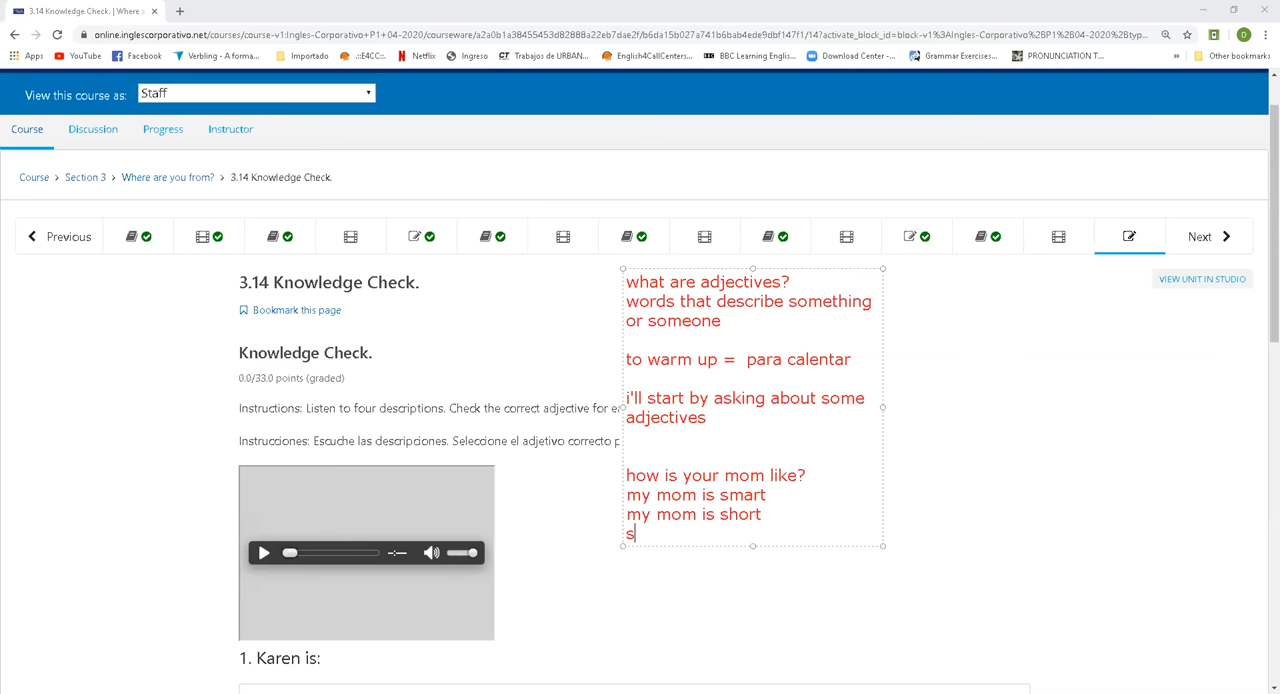 3.14 Knowledge Check. | Where a
online.inglescorporativo.net/courses/course-v1:Ingles-Corporativo+P1+04-2020/courseware/a2a0b1a38455453d82888a22eb7dae2f/b6da15b027a741b6bab4ede9dbf147f1/14?activate_block_id=block-v1%3AIngles-Corporativo%2BP1%2B04-2020%2Btyp...
Apps YouTube Facebook Verbling - A forma... Importado .::E4CC::. Netflix Ingreso CT Trabajos de URBAN... English4CallCenters... BBC Learning Engli... Download Center -... Grammar Exercises... PRONUNCIATION T... » Other bookmarks
View this course as: Staff
Course Discussion Progress Instructor
Course > Section 3 > Where are you from? > 3.14 Knowledge Check.
Previous Next
3.14 Knowledge Check.
VIEW UNIT IN STUDIO
Bookmark this page
Knowledge Check.
0.0/33.0 points (graded)
Instructions: Listen to four descriptions. Check the correct adjective for
Instrucciones: Escuche las descripciones. Seleccione el adjetivo correcto p
what are adjectives?
words that describe something
or someone
to warm up = para calentar
i'll start by asking about some
adjectives
how is your mom like?
my mom is smart
my mom is short
s
1. Karen is: